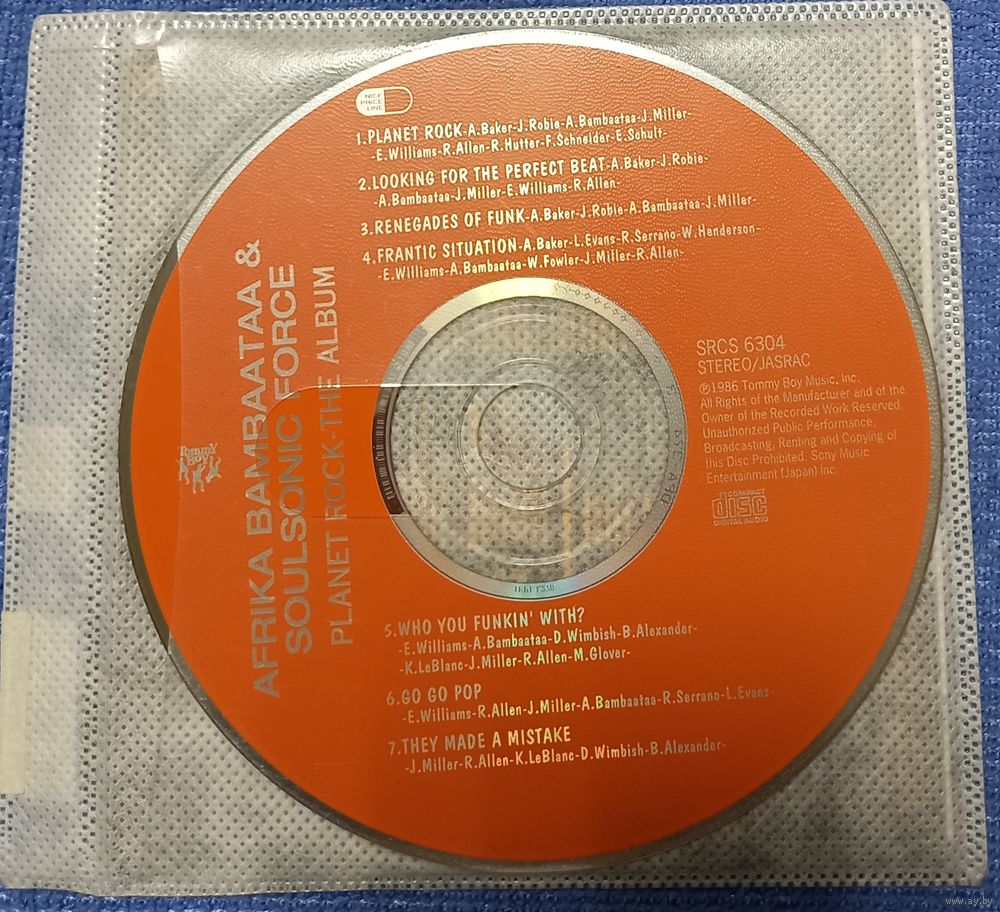 NICE
PRICE
LINE
1.PLANET ROCK-A.Baker-J.Robie-A.Bambaataa-J.Miller-
-E.Williams-R.Allen-R.Hutter-F.Schneider-E.Schult-
2.LOOKING FOR THE PERFECT BEAT-A.Baker-J.Robie-
-A.Bambaataa-J.Miller-E.Williams-R.Allen-
3.RENEGADES OF FUNK-A.Baker-J.Robie-A.Bambaataa-J.Miller-
4.FRANTIC SITUATION-A.Baker-L.Evans-R.Serrano-W.Henderson-
-E.Williams-A.Bambaataa-W.Fowler-J.Miller-R.Allen-
AFRIKA BAMBAATAA &
SOULSONIC FORCE
PLANET ROCK-THE ALBUM
Tommy
Boy
SRCS 6304
STEREO/JASRAC
℗1986 Tommy Boy Music, Inc.
All Rights of the Manufacturer and of the
Owner of the Recorded Work Reserved
Unauthorized Public Performance,
Broadcasting, Renting and Copying of
this Disc Prohibited. Sony Music
Entertainment (Japan) Inc.
COMPACT
disc
DIGITAL AUDIO
5.WHO YOU FUNKIN' WITH?
-E.Williams-A.Bambaataa-D.Wimbish-B.Alexander-
-K.LeBlanc-J.Miller-R.Allen-M.Glover-
6.GO GO POP
-E.Williams-R.Allen-J.Miller-A.Bambaataa-R.Serrano-L.Evans-
7.THEY MADE A MISTAKE
-J.Miller-R.Allen-K.LeBlanc-D.Wimbish-B.Alexander-
www.ay.by